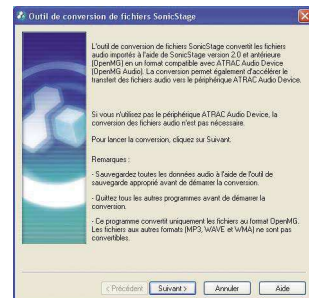 Outil de conversion de fichiers SonicStage
L'outil de conversion de fichiers SonicStage convertit les fichiers
audio importés à l'aide de SonicStage version 2.0 et antérieure
(OpenMG) en un format compatible avec ATRAC Audio Device
(OpenMG Audio). La conversion permet également d'accélérer le
transfert des fichiers audio vers le périphérique ATRAC Audio Device.
Si vous n'utilisez pas le périphérique ATRAC Audio Device, la
conversion des fichiers audio n'est pas nécessaire.
Pour lancer la conversion, cliquez sur Suivant.
Remarques :
- Sauvegardez toutes les données audio à l'aide de l'outil de
sauvegarde approprié avant de démarrer la conversion.
- Quittez tous les autres programmes avant de démarrer la
conversion.
- Ce programme convertit uniquement les fichiers au format OpenMG.
Les fichiers aux autres formats (MP3, WAVE et WMA) ne sont pas
convertibles.
< Précédent Suivant > Annuler Aide